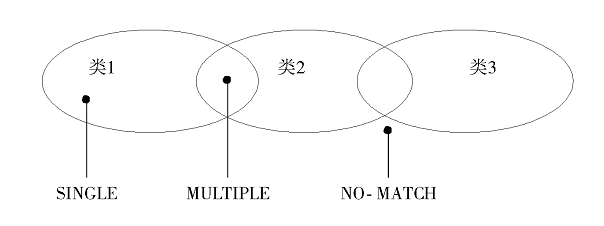 类1
类2
类3
SINGLE
MULTIPLE
NO-MATCH